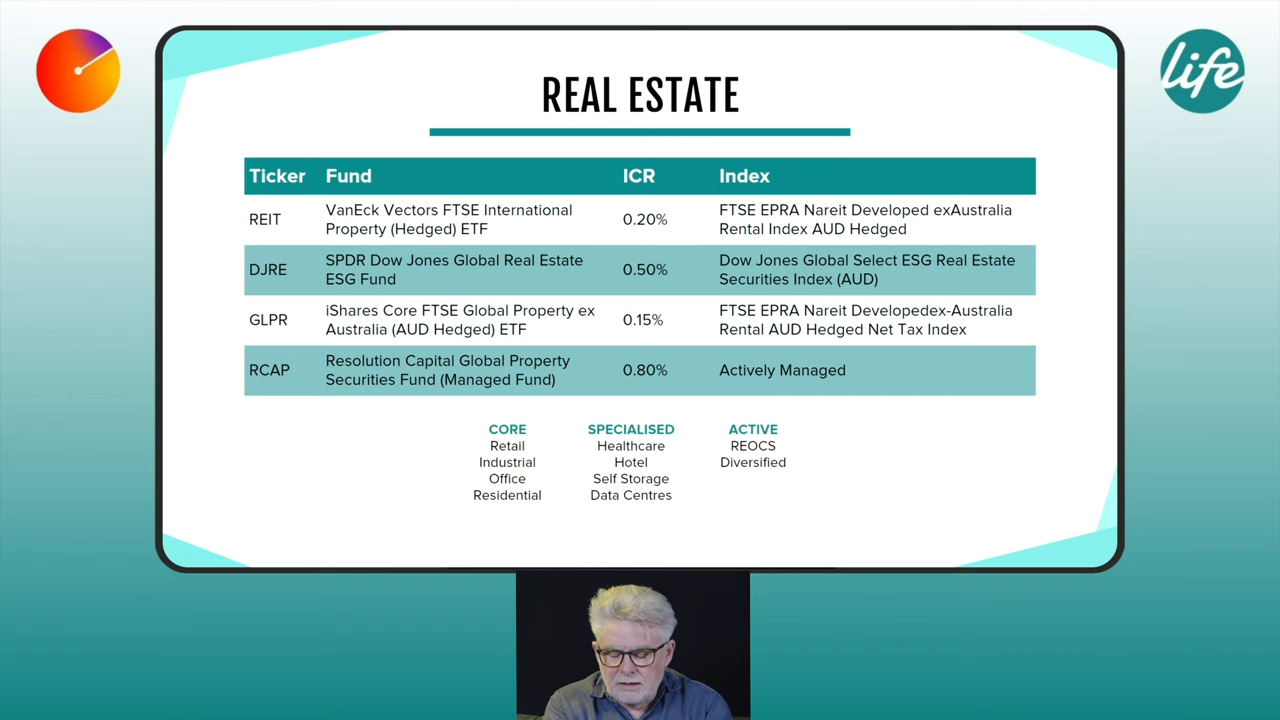 life
REAL ESTATE
Ticker Fund ICR Index
REIT
VanEck Vectors FTSE International
Property (Hedged) ETF
0.20%
FTSE EPRA Nareit Developed exAustralia
Rental Index AUD Hedged
DJRE
SPDR Dow Jones Global Real Estate
ESG Fund
0.50%
Dow Jones Global Select ESG Real Estate
Securities Index (AUD)
GLPR
iShares Core FTSE Global Property ex
Australia (AUD Hedged) ETF
0.15%
FTSE EPRA Nareit Developedex-Australia
Rental AUD Hedged Net Tax Index
RCAP
Resolution Capital Global Property
Securities Fund (Managed Fund)
0.80%
Actively Managed
CORE
Retail
Industrial
Office
Residential
SPECIALISED
Healthcare
Hotel
Self Storage
Data Centres
ACTIVE
REOCS
Diversified